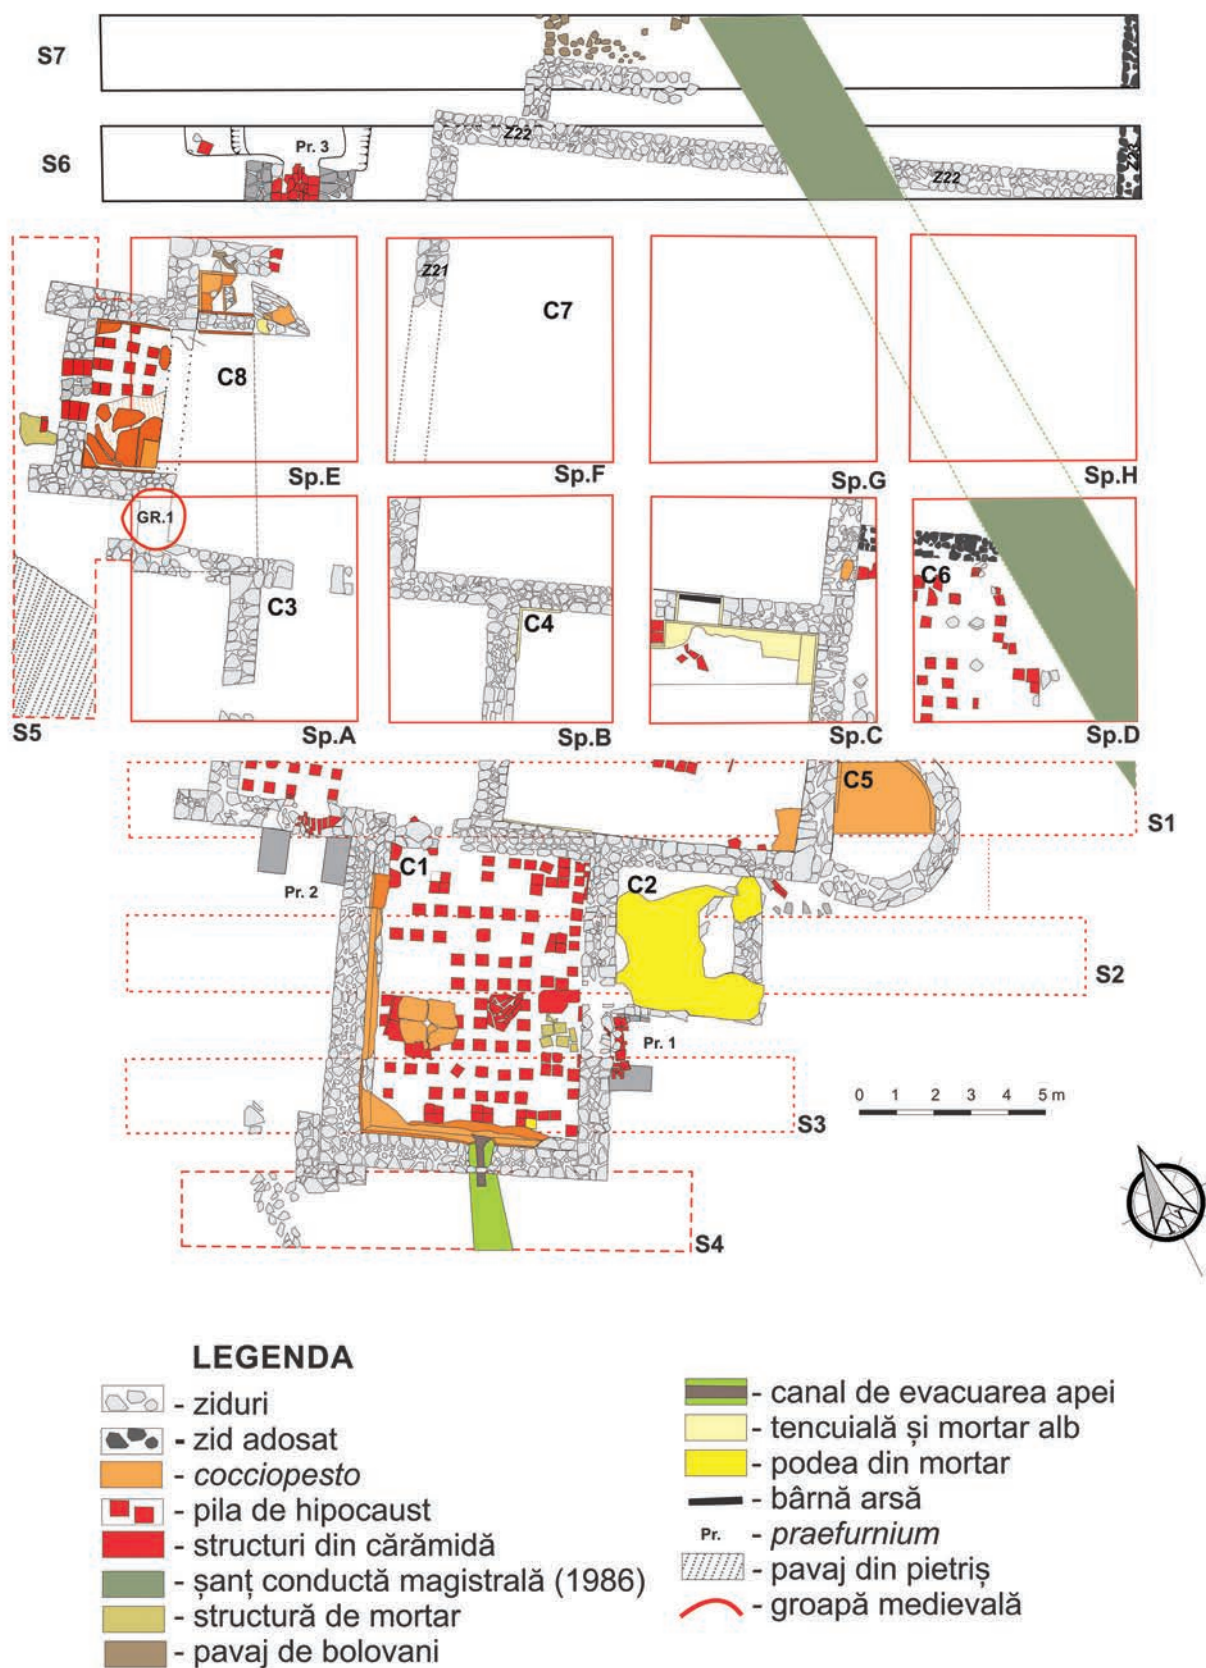 S7
S6
Pr. 3
Z22
Z22
Z23
Z21
C7
C8
Sp.E
Sp.F
Sp.G
Sp.H
GR.1
C3
C4
C6
S5
Sp.A
Sp.B
Sp.C
Sp.D
C5
S1
C1
C2
Pr. 2
S2
Pr. 1
0 1 2 3 4 5 m
S3
S4
N
LEGENDA
- ziduri
- zid adosat
- cocciopesto
- pila de hipocaust
- structuri din cărămidă
- șanț conductă magistrală (1986)
- structură de mortar
- pavaj de bolovani
- canal de evacuarea apei
- tencuială și mortar alb
- podea din mortar
- bârnă arsă
Pr. - praefurnium
- pavaj din pietriș
- groapă medievală